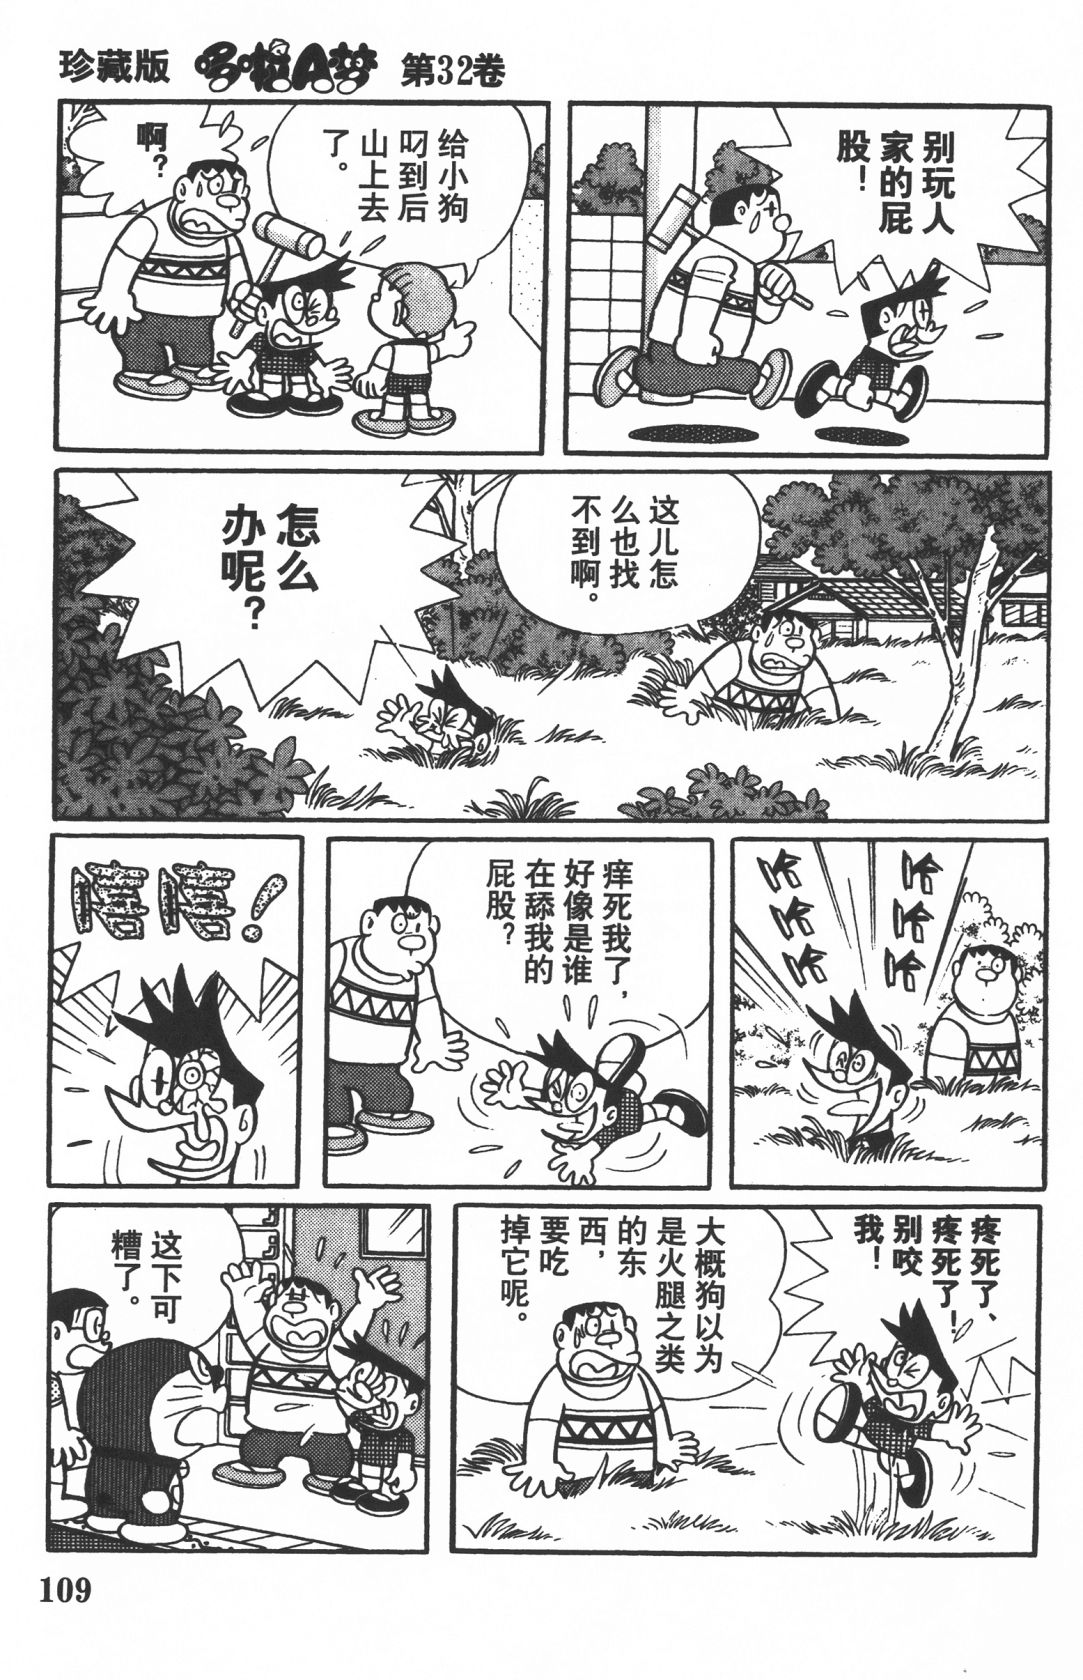 珍藏版 哆啦A梦 第32卷
别玩人
家的屁
股！
给小狗
叼到后
山上去
了。
啊？
这儿怎
么也找
不到啊。
怎么
办呢？
哈哈哈
哈哈哈
痒死我了，
好像是谁
在舔我的
屁股？
嘻嘻！
疼死了、
疼死了！
别咬
我！
大概狗以为
是火腿之类
的东
西，
要吃
掉它呢。
这下可
糟了。
109